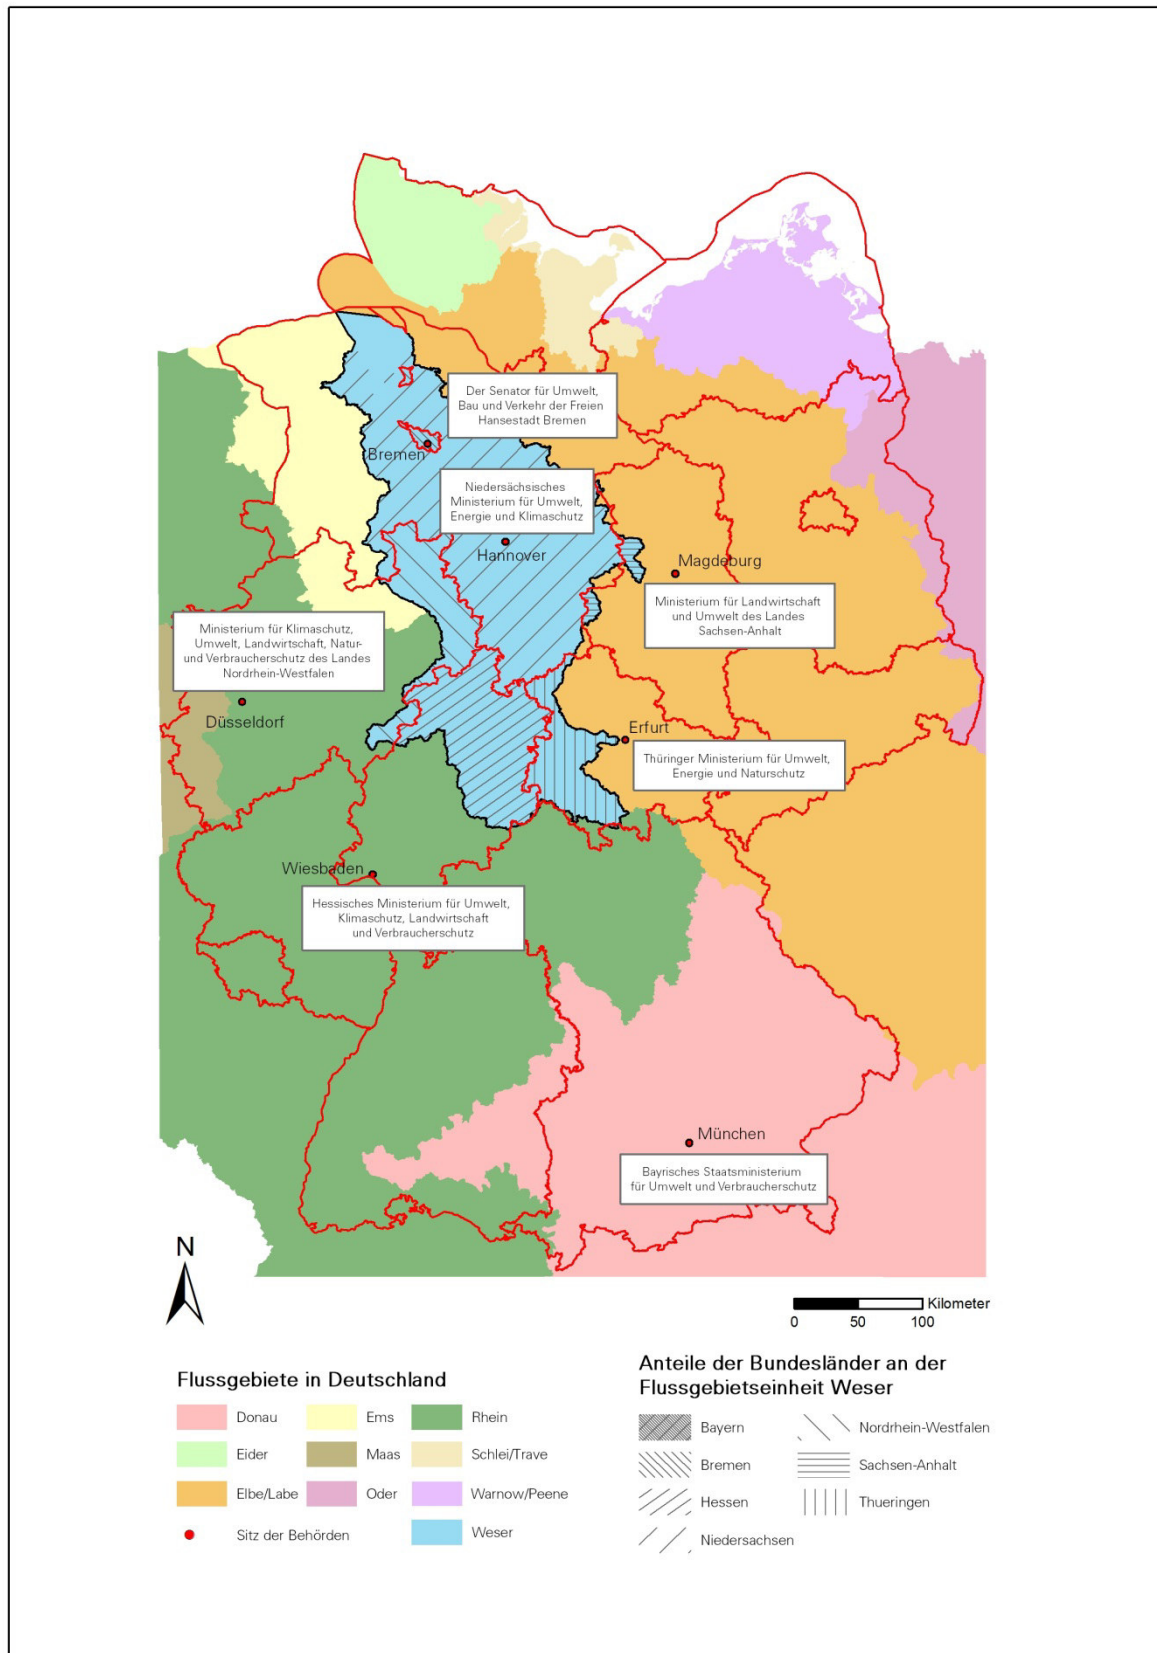 Der Senator für Umwelt,
Bau und Verkehr der Freien
Hansestadt Bremen
Bremen
Niedersächsisches
Ministerium für Umwelt,
Energie und Klimaschutz
Hannover
Magdeburg
Ministerium für Landwirtschaft
und Umwelt des Landes
Sachsen-Anhalt
Ministerium für Klimaschutz,
Umwelt, Landwirtschaft, Natur-
und Verbraucherschutz des Landes
Nordrhein-Westfalen
Düsseldorf
Erfurt
Thüringer Ministerium für Umwelt,
Energie und Naturschutz
Wiesbaden
Hessisches Ministerium für Umwelt,
Klimaschutz, Landwirtschaft
und Verbraucherschutz
München
Bayrisches Staatsministerium
für Umwelt und Verbraucherschutz
N
Kilometer
0 50 100
Flussgebiete in Deutschland
Donau
Ems
Rhein
Eider
Maas
Schlei/Trave
Elbe/Labe
Oder
Warnow/Peene
Sitz der Behörden
Weser
Anteile der Bundesländer an der
Flussgebietseinheit Weser
Bayern
Nordrhein-Westfalen
Bremen
Sachsen-Anhalt
Hessen
Thueringen
Niedersachsen